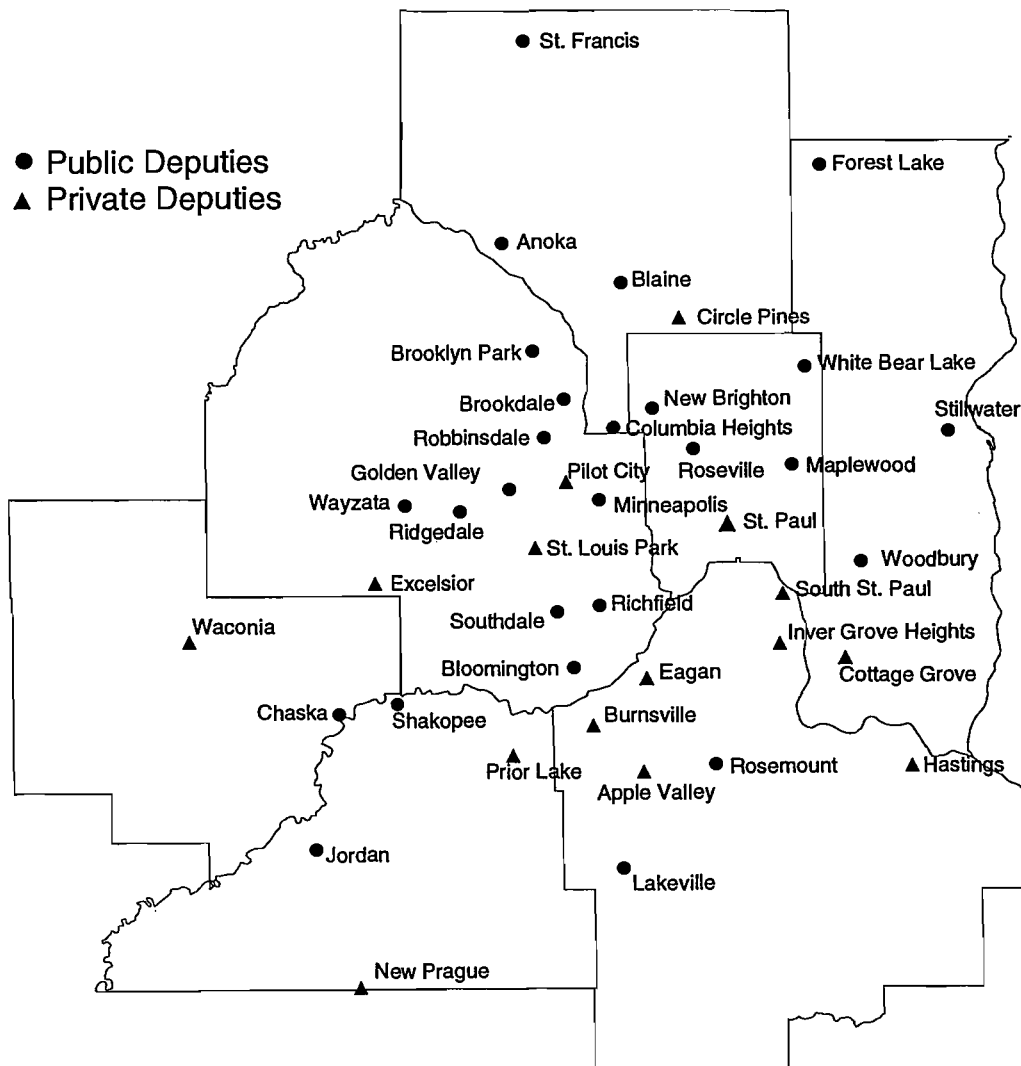 St. Francis
Public Deputies
Private Deputies
Forest Lake
Anoka
Blaine
Circle Pines
Brooklyn Park
White Bear Lake
Brookdale
New Brighton
Stillwater
Columbia Heights
Robbinsdale
Roseville
Maplewood
Golden Valley
Pilot City
Wayzata
Minneapolis
Ridgedale
St. Paul
St. Louis Park
Woodbury
Excelsior
South St. Paul
Southdale
Richfield
Waconia
Inver Grove Heights
Bloomington
Eagan
Cottage Grove
Chaska
Shakopee
Burnsville
Prior Lake
Rosemount
Hastings
Apple Valley
Jordan
Lakeville
New Prague